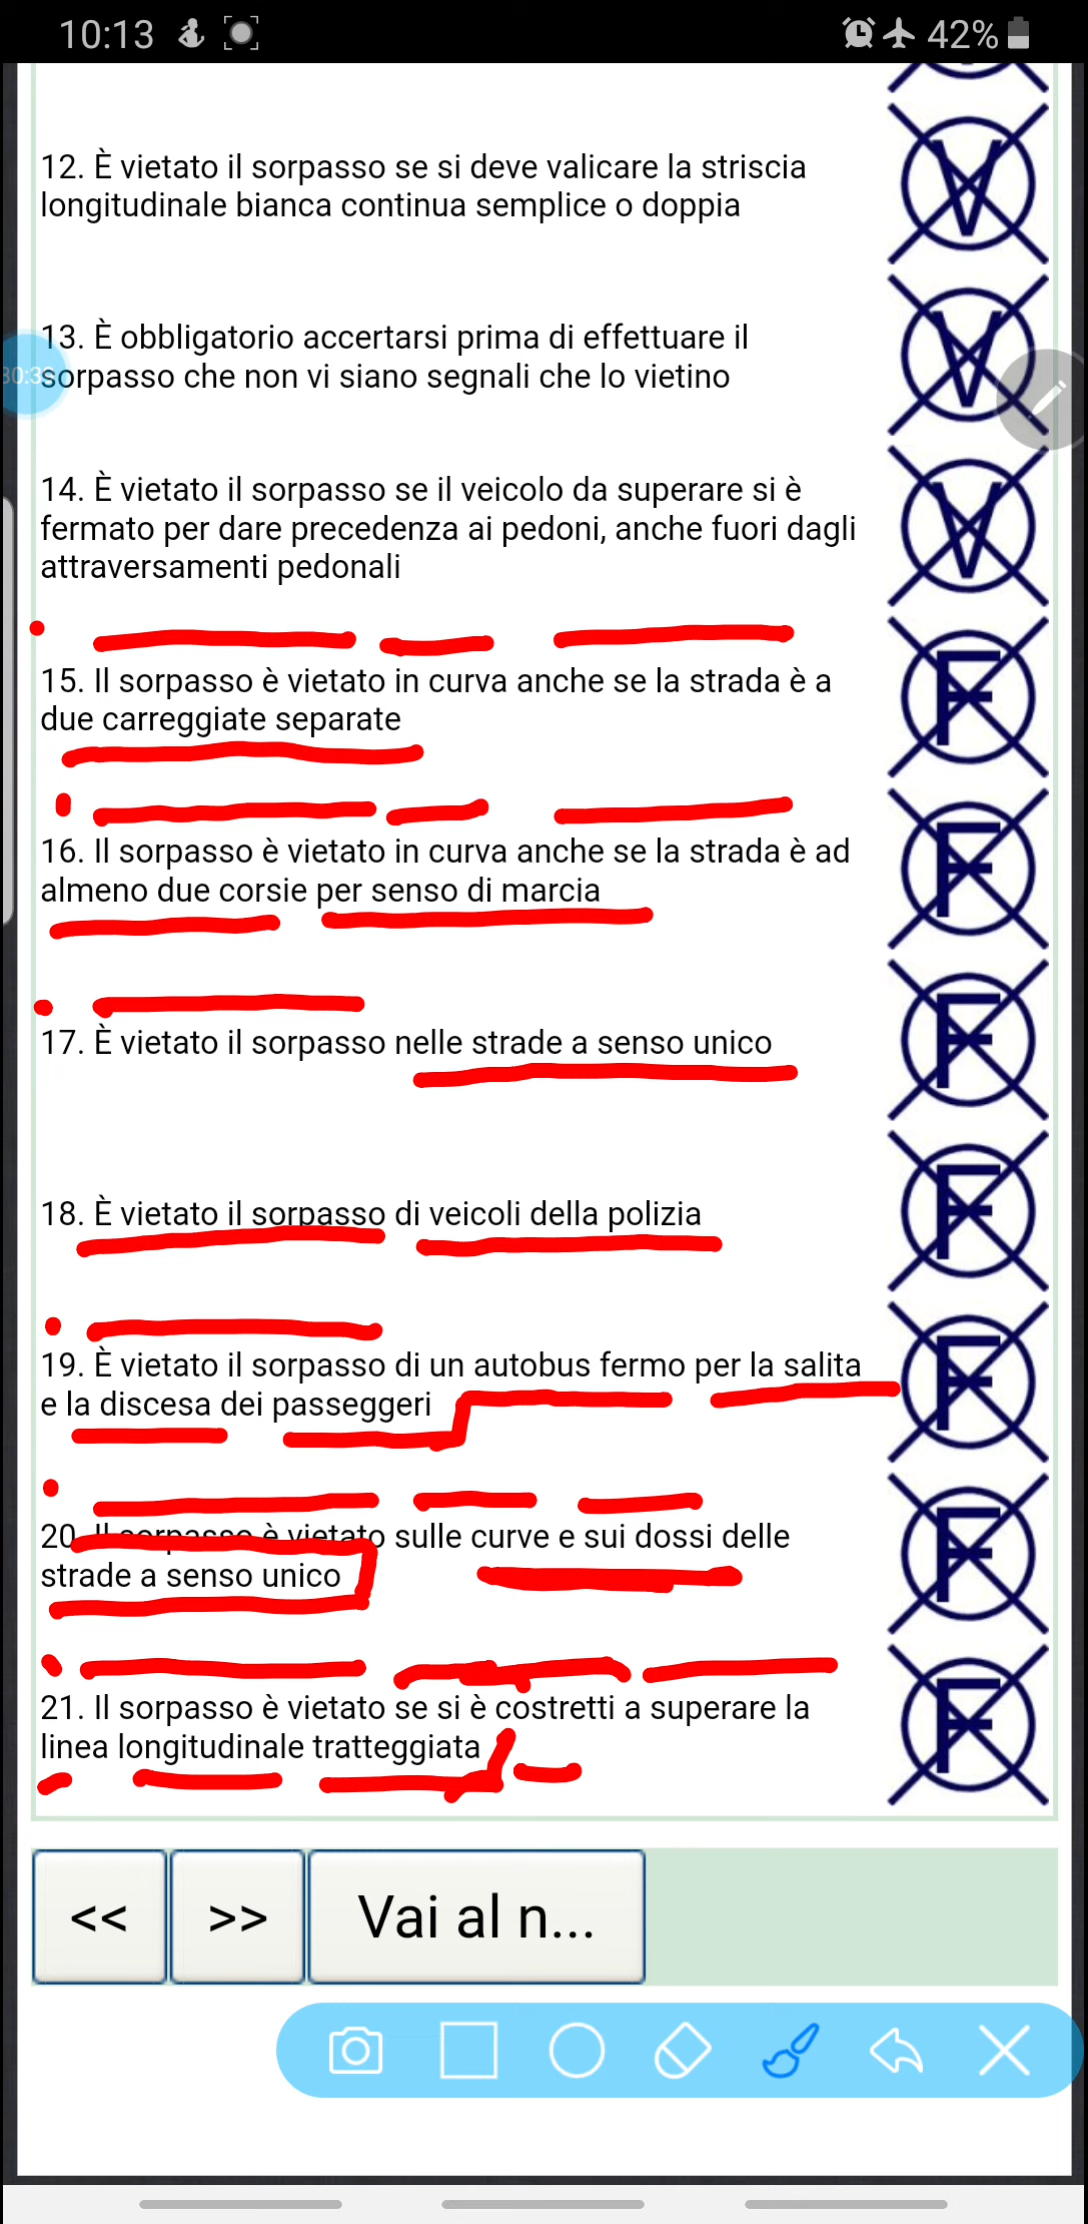 10:13
42%
12. È vietato il sorpasso se si deve valicare la striscia
longitudinale bianca continua semplice o doppia
V
13. È obbligatorio accertarsi prima di effettuare il
sorpasso che non vi siano segnali che lo vietino
V
14. È vietato il sorpasso se il veicolo da superare si è
fermato per dare precedenza ai pedoni, anche fuori dagli
attraversamenti pedonali
V
15. Il sorpasso è vietato in curva anche se la strada è a
due carreggiate separate
F
16. Il sorpasso è vietato in curva anche se la strada è ad
almeno due corsie per senso di marcia
F
17. È vietato il sorpasso nelle strade a senso unico
F
18. È vietato il sorpasso di veicoli della polizia
F
19. È vietato il sorpasso di un autobus fermo per la salita
e la discesa dei passeggeri
F
20. Il sorpasso è vietato sulle curve e sui dossi delle
strade a senso unico
F
21. Il sorpasso è vietato se si è costretti a superare la
linea longitudinale tratteggiata
F
<< >> Vai al n...